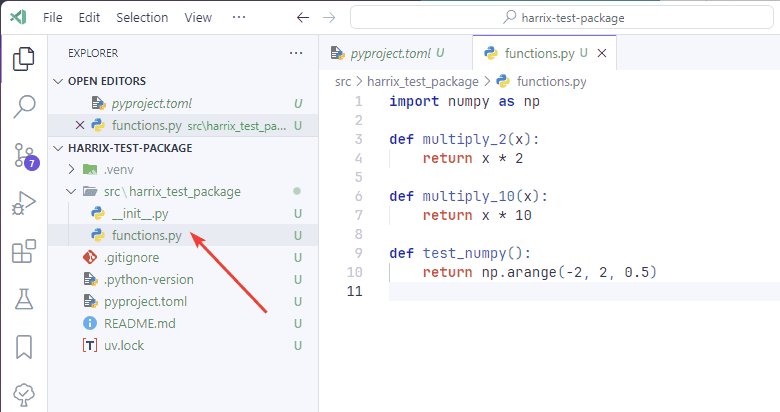 File Edit Selection View ··· harrix-test-package
EXPLORER ···
OPEN EDITORS
pyproject.toml U
functions.py src\harrix_test_pa... U
HARRIX-TEST-PACKAGE
.venv
src\harrix_test_package
__init__.py U
functions.py U
.gitignore U
.python-version U
pyproject.toml U
README.md U
uv.lock U
7
pyproject.toml U functions.py U
src > harrix_test_package > functions.py
1 import numpy as np
2
3 def multiply_2(x):
4 return x * 2
5
6 def multiply_10(x):
7 return x * 10
8
9 def test_numpy():
10 return np.arange(-2, 2, 0.5)
11